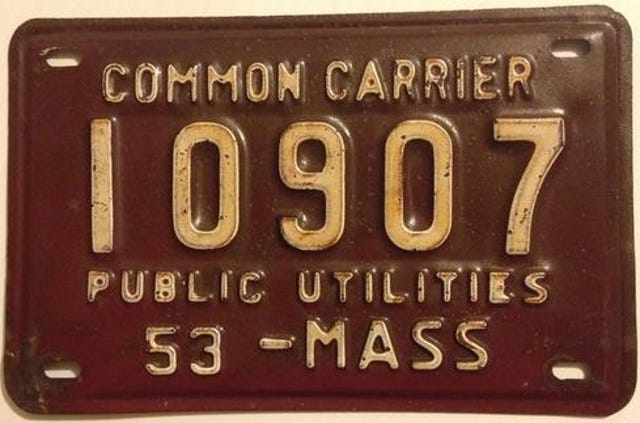 COMMON CARRIER
10907
PUBLIC UTILITIES
53 - MASS